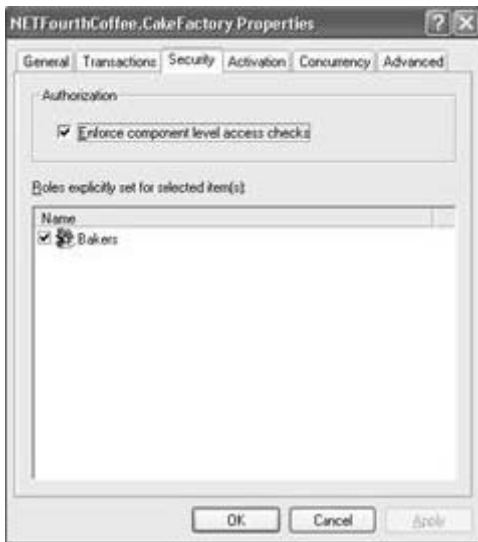 NETFourthCoffee.CakeFactory Properties
General Transactions Security Activation Concurrency Advanced
Authorization
Enforce component level access checks
Roles explicitly set for selected item(s):
Name
Bakers
OK Cancel Apply